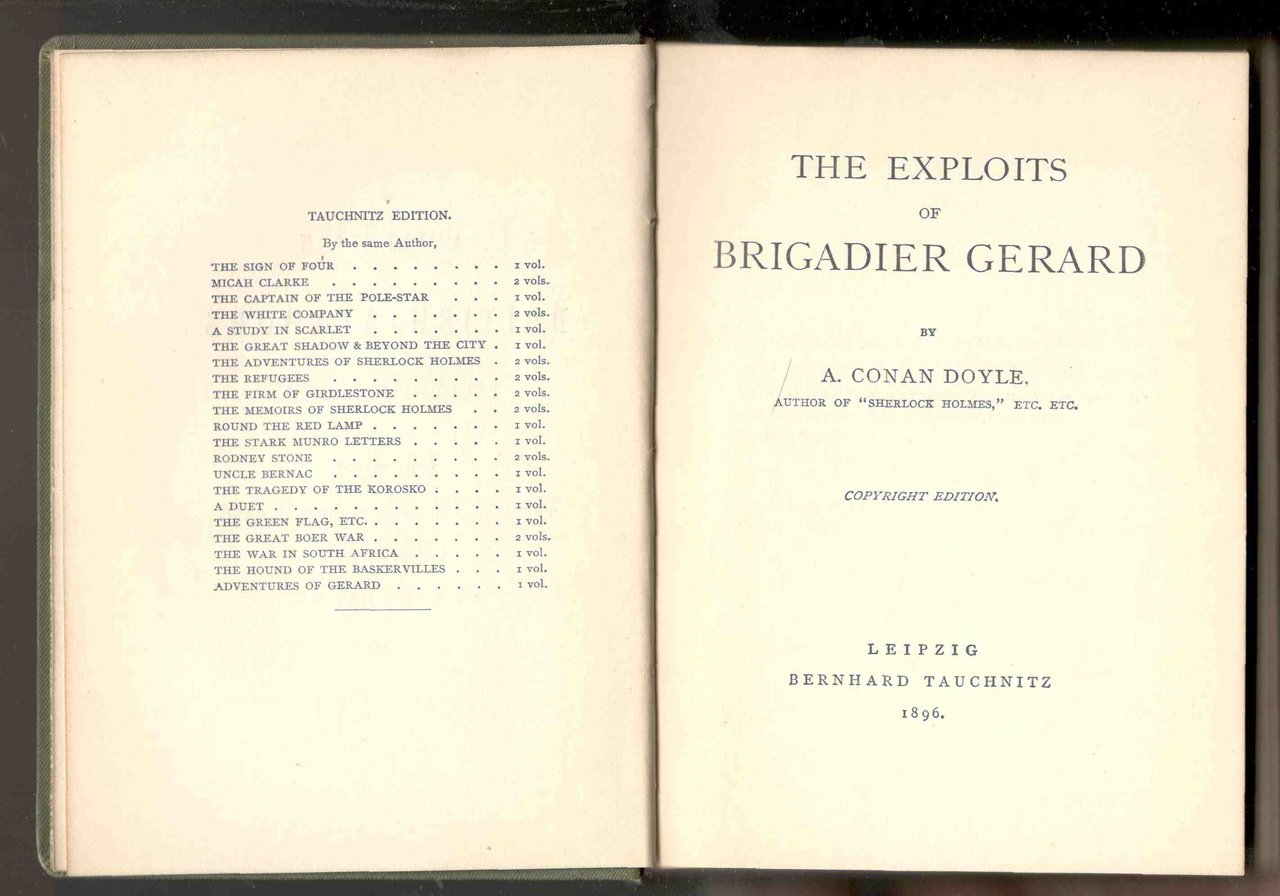 TAUCHNITZ EDITION.
By the same Author,
THE SIGN OF FOUR . . . . . . . . 1 vol.
MICAH CLARKE . . . . . . . . . 2 vols.
THE CAPTAIN OF THE POLE-STAR . . . 1 vol.
THE WHITE COMPANY . . . . . . . 2 vols.
A STUDY IN SCARLET . . . . . . . 1 vol.
THE GREAT SHADOW & BEYOND THE CITY . 1 vol.
THE ADVENTURES OF SHERLOCK HOLMES . 2 vols.
THE REFUGEES . . . . . . . . . 2 vols.
THE FIRM OF GIRDLESTONE . . . . . 2 vols.
THE MEMOIRS OF SHERLOCK HOLMES . . 2 vols.
ROUND THE RED LAMP . . . . . . . 1 vol.
THE STARK MUNRO LETTERS . . . . . 1 vol.
RODNEY STONE . . . . . . . . . 2 vols.
UNCLE BERNAC . . . . . . . . . 1 vol.
THE TRAGEDY OF THE KOROSKO . . . . 1 vol.
A DUET . . . . . . . . . . . . 1 vol.
THE GREEN FLAG, ETC. . . . . . . . 1 vol.
THE GREAT BOER WAR . . . . . . . 2 vols.
THE WAR IN SOUTH AFRICA . . . . . 1 vol.
THE HOUND OF THE BASKERVILLES . . . 1 vol.
ADVENTURES OF GERARD . . . . . . 1 vol.
THE EXPLOITS
OF
BRIGADIER GERARD
BY
A. CONAN DOYLE,
AUTHOR OF "SHERLOCK HOLMES," ETC. ETC.
COPYRIGHT EDITION.
LEIPZIG
BERNHARD TAUCHNITZ
1896.